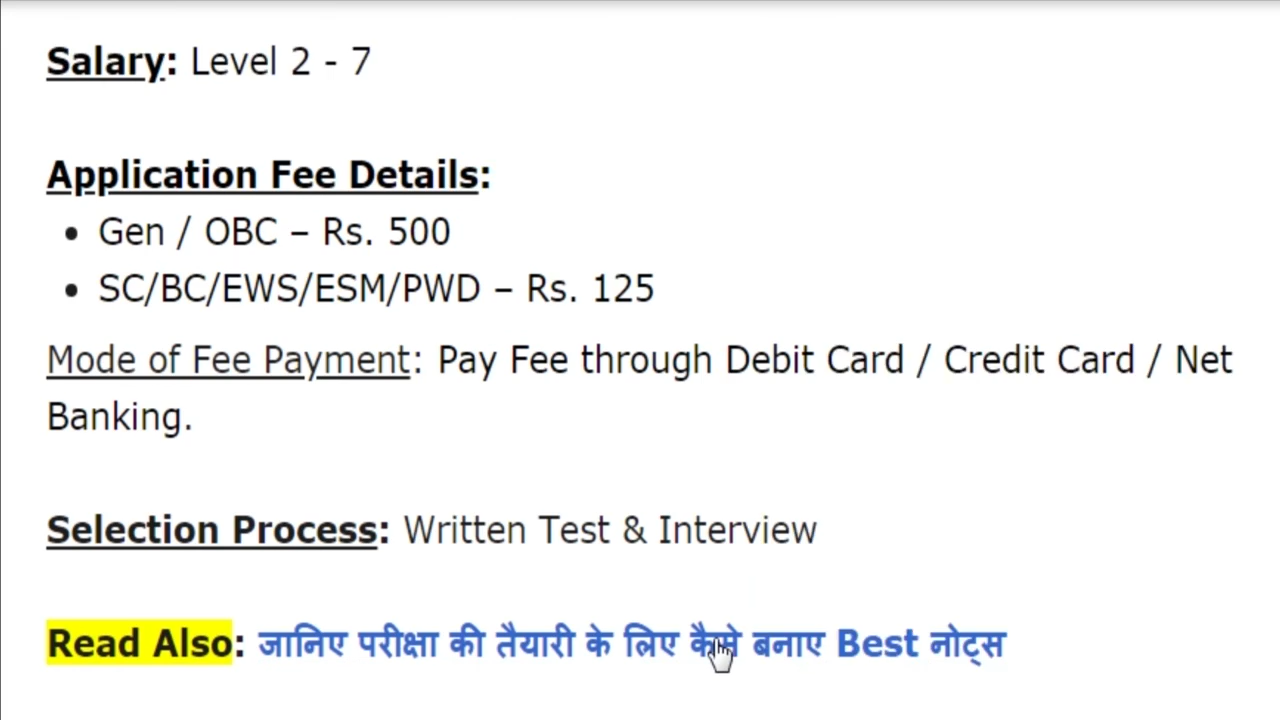 Salary: Level 2 - 7
Application Fee Details:
• Gen / OBC – Rs. 500
• SC/BC/EWS/ESM/PWD – Rs. 125
Mode of Fee Payment: Pay Fee through Debit Card / Credit Card / Net
Banking.
Selection Process: Written Test & Interview
Read Also: जानिए परीक्षा की तैयारी के लिए कैसे बनाए Best नोट्स